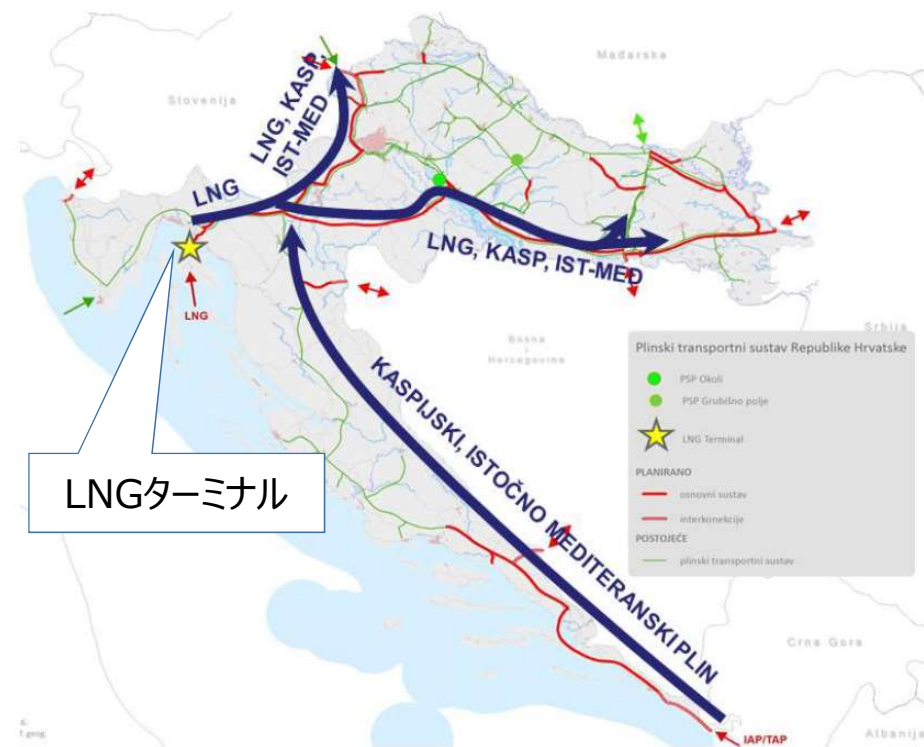 Mađarska
Slovenija
LNG, KASP,
IST-MED
LNG
LNG, KASP, IST-MED
LNG
Bosna
i
Hercegovina
Srbija
KASPIJSKI, ISTOČNO MEDITERANSKI PLIN
LNGターミナル
Plinski transportni sustav Republike Hrvatske
PSP Okoli
PSP Grubišno polje
LNG Terminal
PLANIRANO
osnovni sustav
interkonekcije
POSTOJEĆE
plinski transportni sustav
Crna Gora
IAP/TAP
Albanija